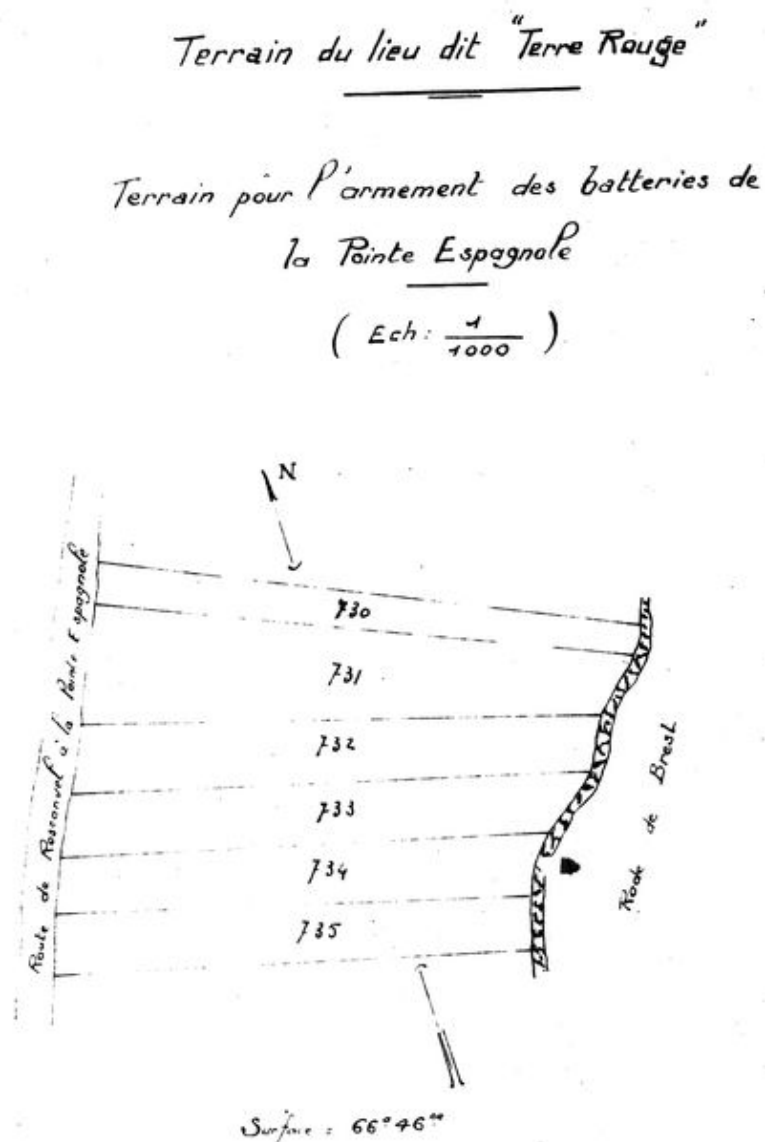 Terrain du lieu dit "Terre Rouge"
Terrain pour l'armement des batteries de
la Pointe Espagnole
( Ech: 1/1000 )
N
Route de Roscanvel à la Pointe Espagnole
730
731
732
733
734
735
Rade de Brest
Surface : 66ª 46ᶜᵃ